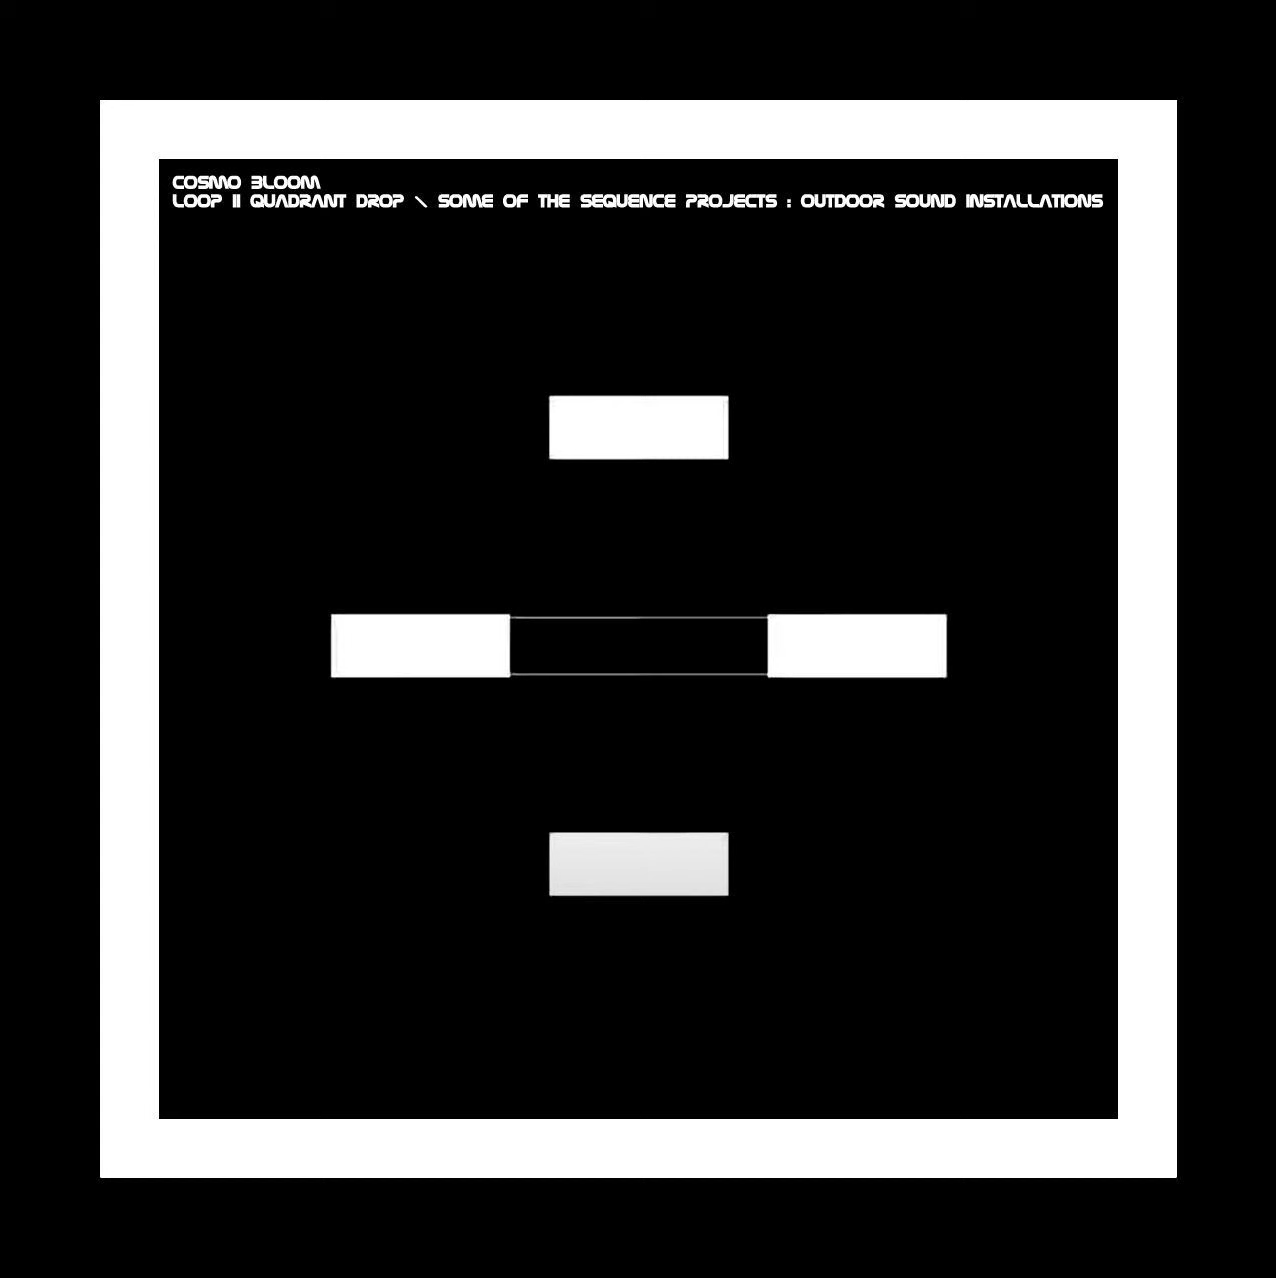 COSMO BLOOM
LOOP II QUADRANT DROP \ SOME OF THE SEQUENCE PROJECTS : OUTDOOR SOUND INSTALLATIONS